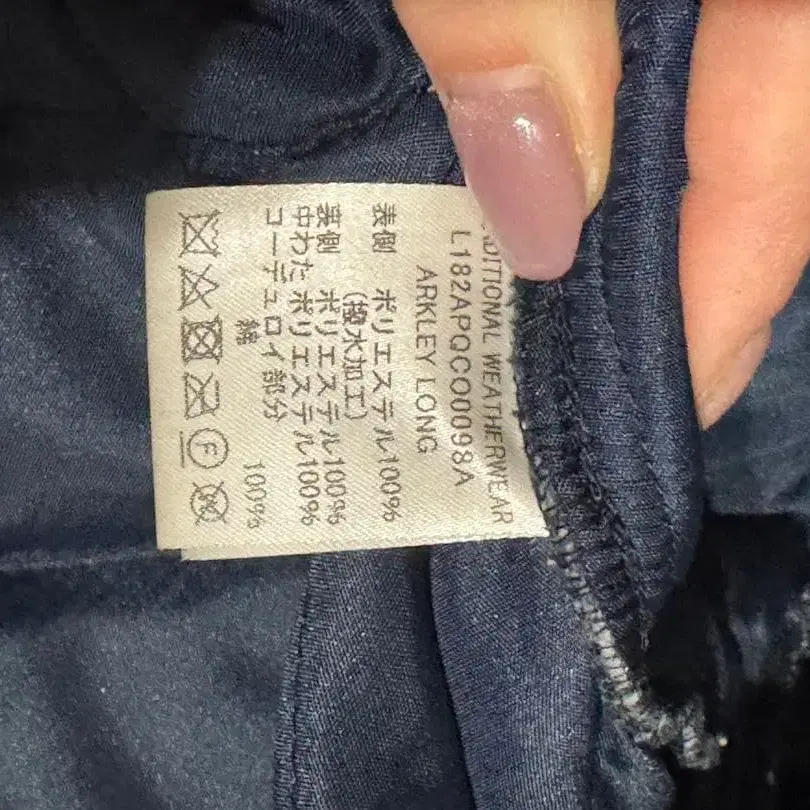 ADITIONAL WEATHERWEAR
L182APQCO0098A
ARKLEY LONG
表側 ポリエステル100%
(撥水加工)
裏側 ポリエステル100%
中わた ポリエステル100%
コーデュロイ部分
綿 100%
F